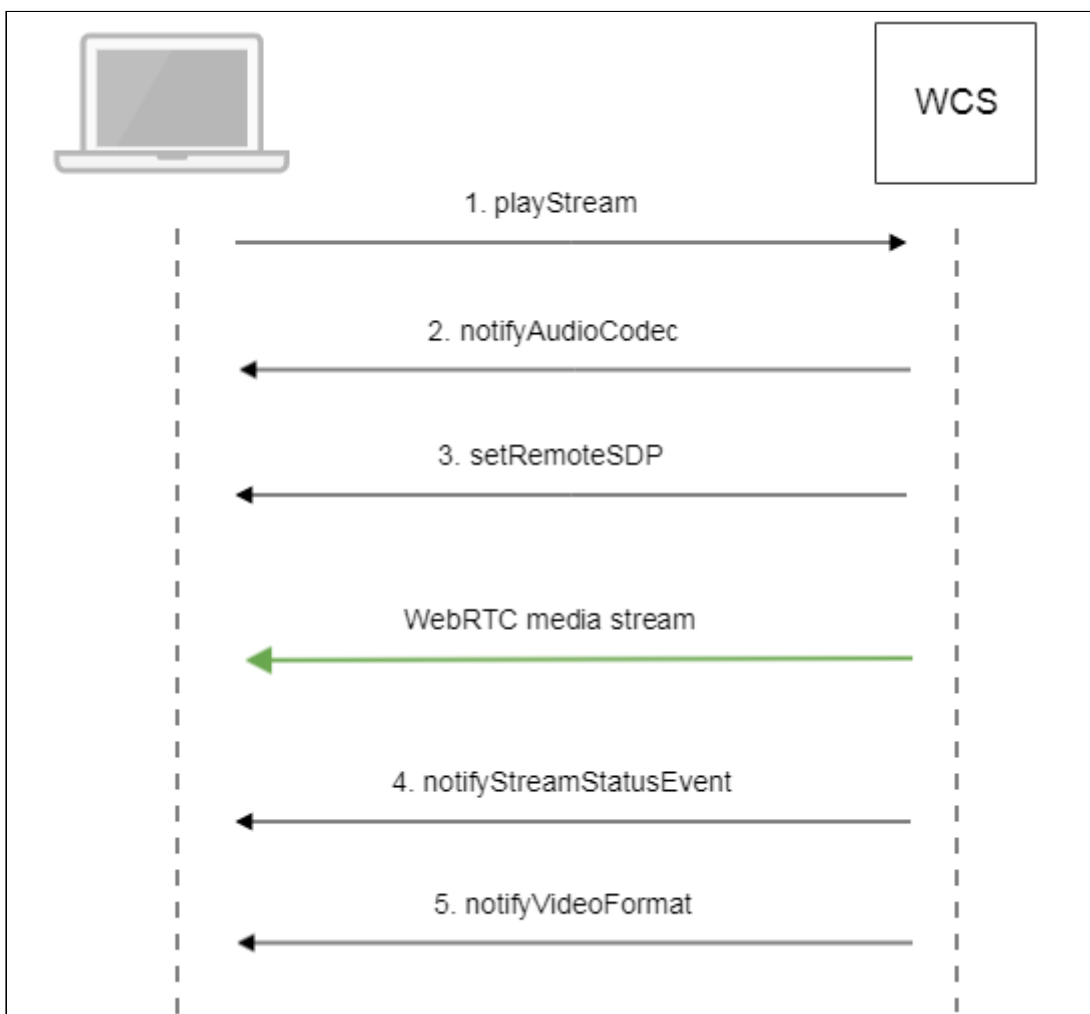 WCS
1. playStream
2. notifyAudioCodec
3. setRemoteSDP
WebRTC media stream
4. notifyStreamStatusEvent
5. notifyVideoFormat